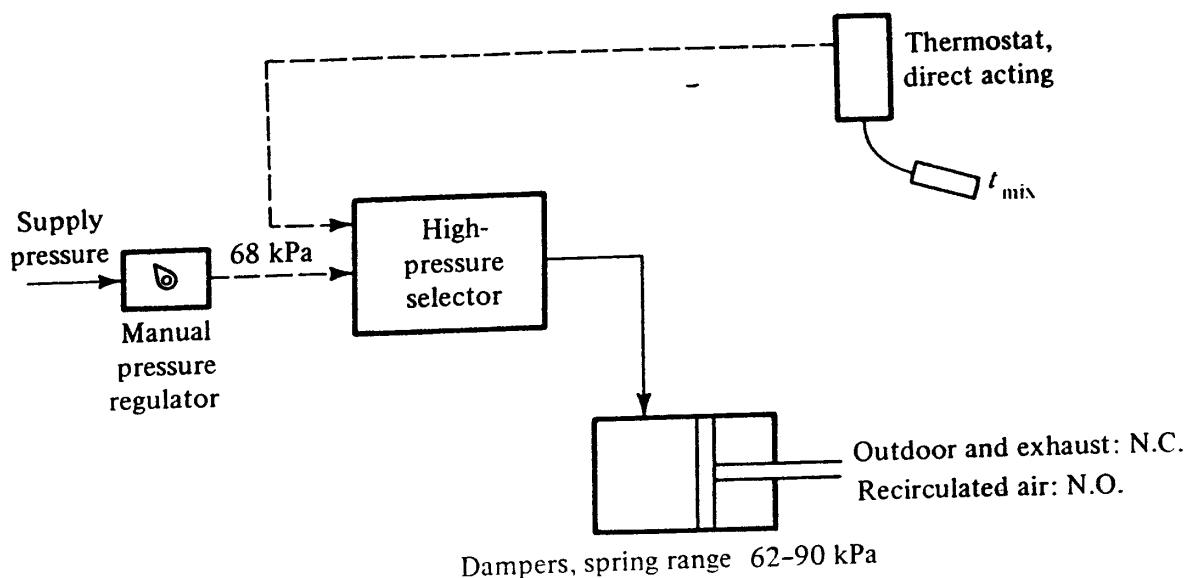 Thermostat,
direct acting
t mix
Supply
pressure
68 kPa
High-
pressure
selector
Manual
pressure
regulator
Outdoor and exhaust: N.C.
Recirculated air: N.O.
Dampers, spring range 62–90 kPa